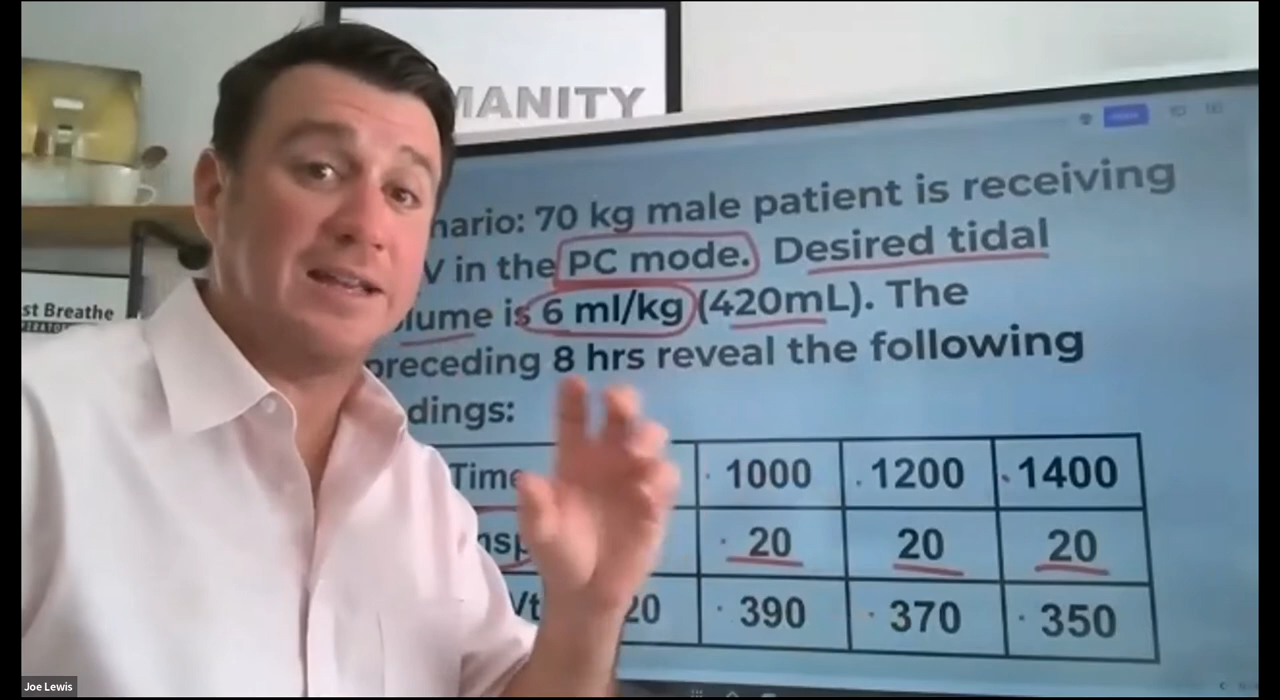 MANITY
st Breathe
nario: 70 kg male patient is receiving
V in the PC mode. Desired tidal
lume is 6 ml/kg (420mL). The
preceding 8 hrs reveal the following
dings:
Time 1000 1200 1400
nsp 20 20 20
Vt 20 390 370 350
Joe Lewis